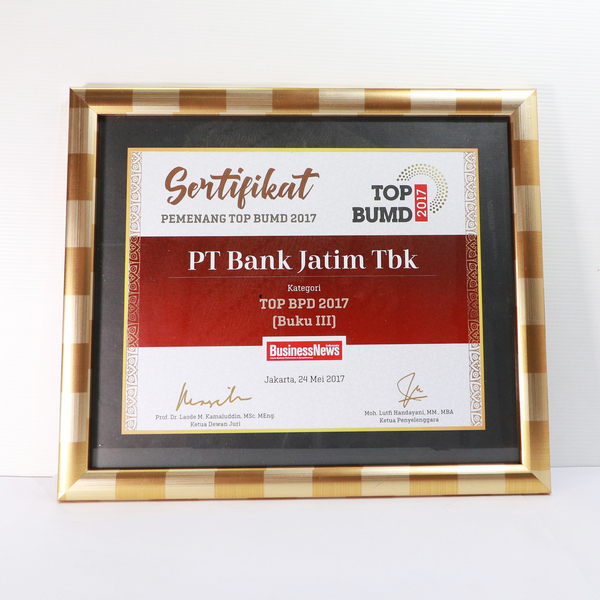 Sertifikat
PEMENANG TOP BUMD 2017
TOP
BUMD
2017
PT Bank Jatim Tbk
Kategori
TOP BPD 2017
(Buku III)
BusinessNews
Jakarta, 24 Mei 2017
Prof. Dr. Laode M. Kamaluddin, MSc. MEng.
Ketua Dewan Juri
Moh. Lutfi Handayani, MM., MBA
Ketua Penyelenggara